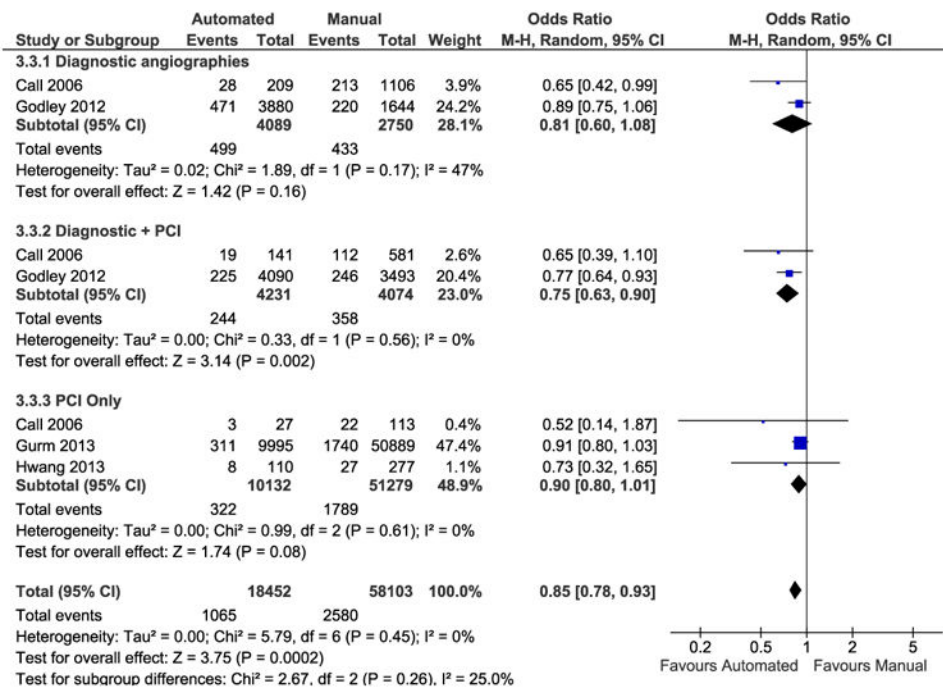 Automated Manual Odds Ratio Odds Ratio
Study or Subgroup Events Total Events Total Weight M-H, Random, 95% CI M-H, Random, 95% CI
3.3.1 Diagnostic angiographies
Call 2006 28 209 213 1106 3.9% 0.65 [0.42, 0.99]
Godley 2012 471 3880 220 1644 24.2% 0.89 [0.75, 1.06]
Subtotal (95% CI) 4089 2750 28.1% 0.81 [0.60, 1.08]
Total events 499 433
Heterogeneity: Tau² = 0.02; Chi² = 1.89, df = 1 (P = 0.17); I² = 47%
Test for overall effect: Z = 1.42 (P = 0.16)
3.3.2 Diagnostic + PCI
Call 2006 19 141 112 581 2.6% 0.65 [0.39, 1.10]
Godley 2012 225 4090 246 3493 20.4% 0.77 [0.64, 0.93]
Subtotal (95% CI) 4231 4074 23.0% 0.75 [0.63, 0.90]
Total events 244 358
Heterogeneity: Tau² = 0.00; Chi² = 0.33, df = 1 (P = 0.56); I² = 0%
Test for overall effect: Z = 3.14 (P = 0.002)
3.3.3 PCI Only
Call 2006 3 27 22 113 0.4% 0.52 [0.14, 1.87]
Gurm 2013 311 9995 1740 50889 47.4% 0.91 [0.80, 1.03]
Hwang 2013 8 110 27 277 1.1% 0.73 [0.32, 1.65]
Subtotal (95% CI) 10132 51279 48.9% 0.90 [0.80, 1.01]
Total events 322 1789
Heterogeneity: Tau² = 0.00; Chi² = 0.99, df = 2 (P = 0.61); I² = 0%
Test for overall effect: Z = 1.74 (P = 0.08)
Total (95% CI) 18452 58103 100.0% 0.85 [0.78, 0.93]
Total events 1065 2580
Heterogeneity: Tau² = 0.00; Chi² = 5.79, df = 6 (P = 0.45); I² = 0%
Test for overall effect: Z = 3.75 (P = 0.0002)
Test for subgroup differences: Chi² = 2.67, df = 2 (P = 0.26), I² = 25.0%
0.2 0.5 1 2 5
Favours Automated Favours Manual